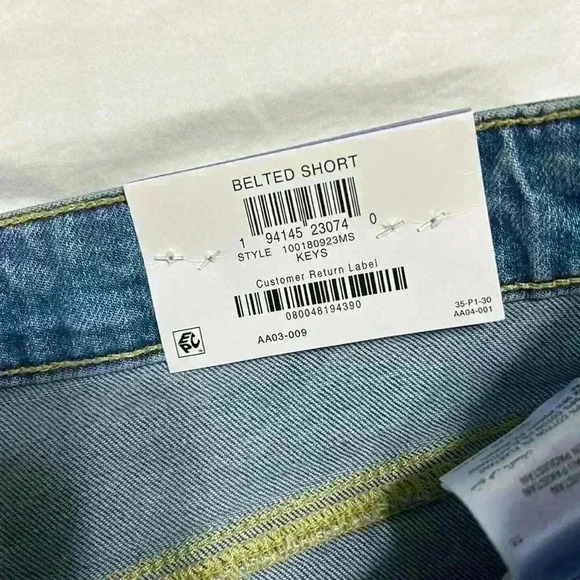 BELTED SHORT
1 94145 23074 0
STYLE 100180923MS
KEYS
Customer Return Label
080048194390
35-P1-30
AA03-009
AA04-001
EPC